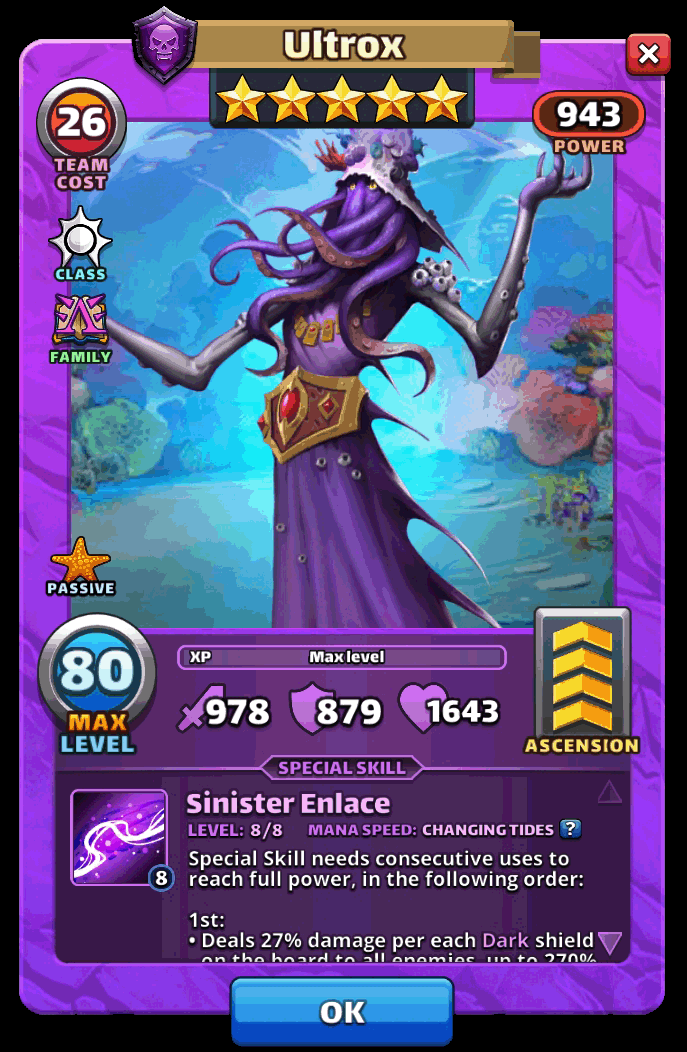 Ultrox
26
TEAM
COST
943
POWER
CLASS
FAMILY
PASSIVE
80
MAX
LEVEL
XP Max level
978 879 1643
ASCENSION
SPECIAL SKILL
Sinister Enlace
LEVEL: 8/8 MANA SPEED: CHANGING TIDES ?
8
Special Skill needs consecutive uses to
reach full power, in the following order:
1st:
• Deals 27% damage per each Dark shield
on the board to all enemies, up to 270%
OK